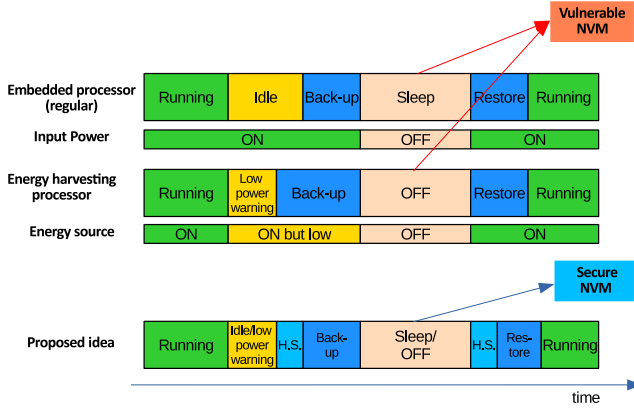 Vulnerable
NVM
Embedded processor
(regular)
Running
Idle
Back-up
Sleep
Restore
Running
Input Power
ON
OFF
ON
Energy harvesting
processor
Running
Low
power
warning
Back-up
OFF
Restore
Running
Energy source
ON
ON but low
OFF
ON
Secure
NVM
Proposed idea
Running
Idle/low
power
warning
H.S.
Back-
up
Sleep/
OFF
H.S.
Res-
tore
Running
time